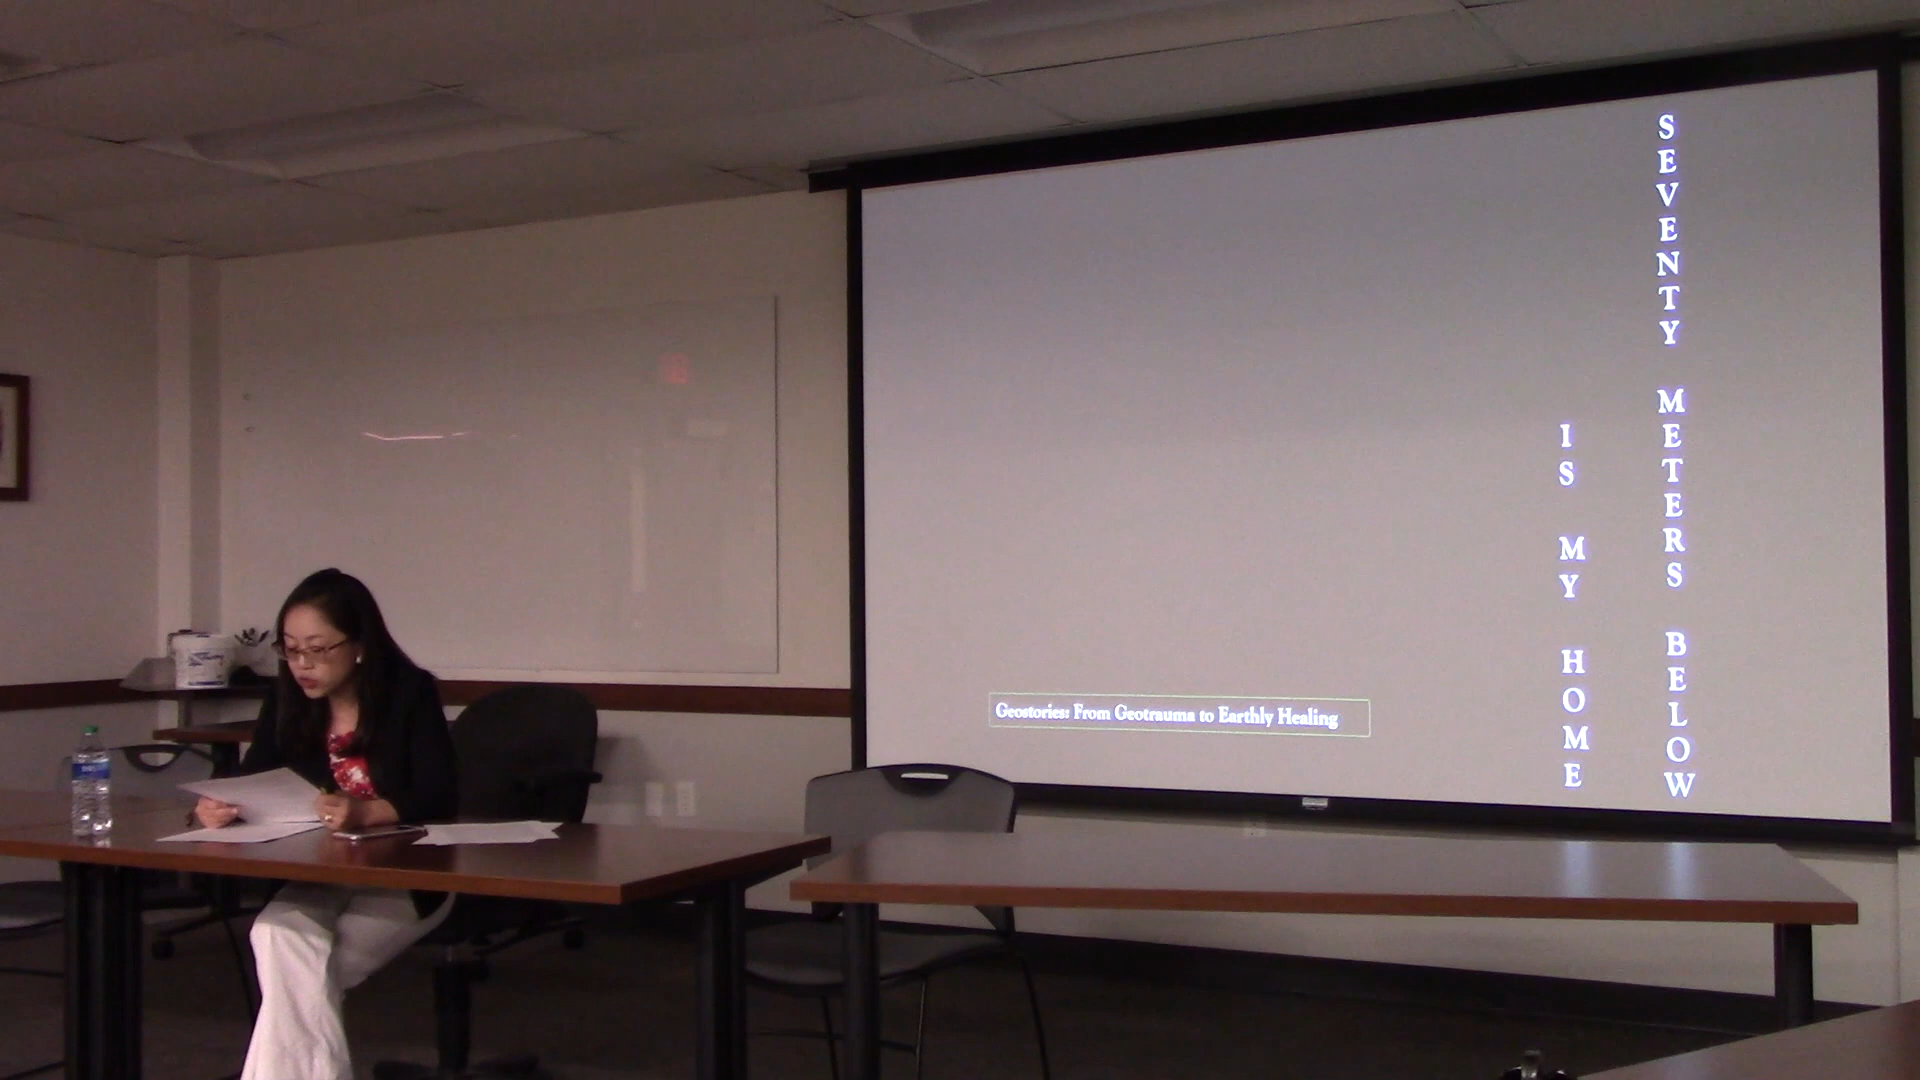 SEVENTY METERS BELOW
IS MY HOME
Geostories: From Geotrauma to Earthly Healing